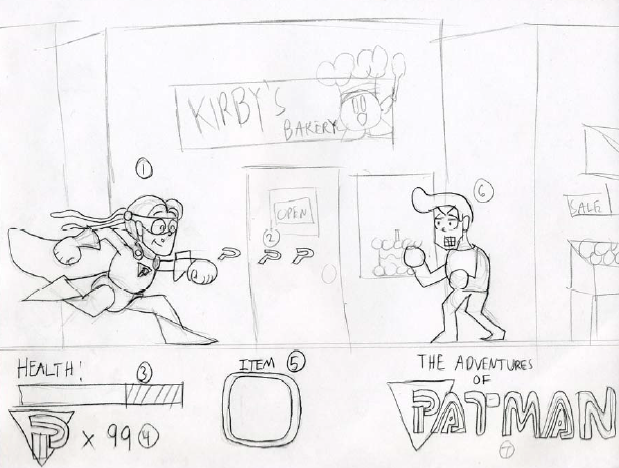 KIRBY'S
BAKERY
①
⑥
OPEN
SALE
②
P P P
P
HEALTH!
③
P x 99 ④
ITEM ⑤
THE ADVENTURES
OF
PATMAN
⑦